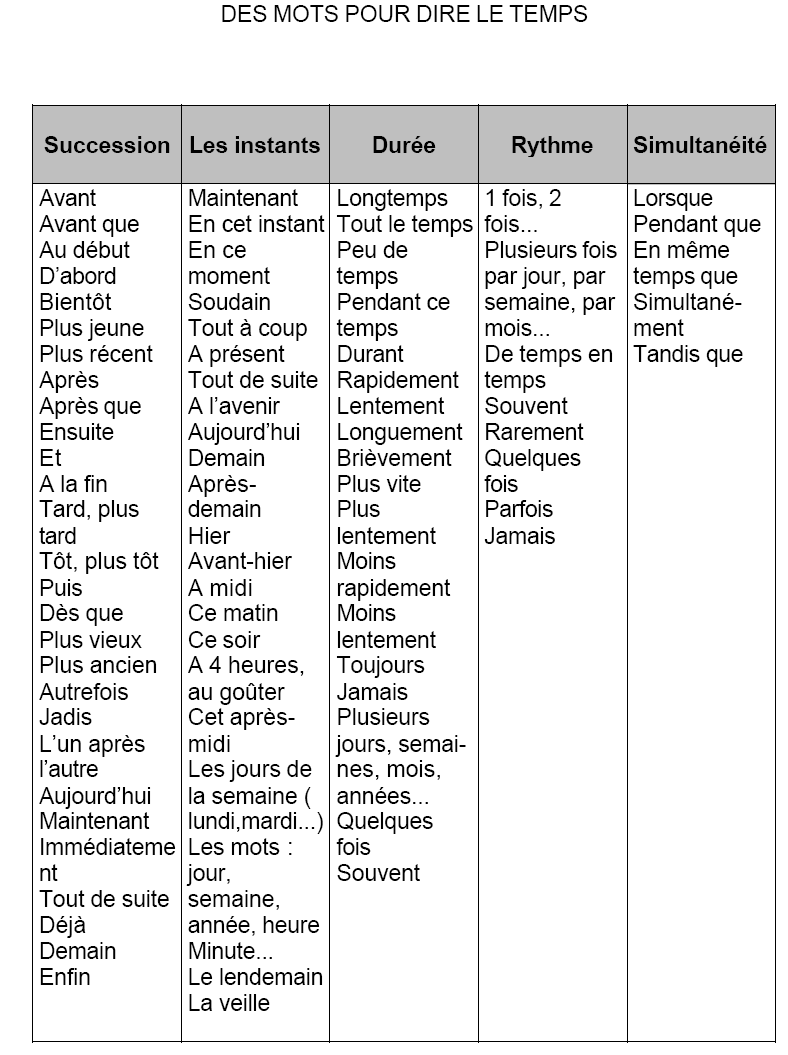 DES MOTS POUR DIRE LE TEMPS
Succession
Avant
Avant que
Au début
D'abord
Bientôt
Plus jeune
Plus récent
Après
Après que
Ensuite
Et
A la fin
Tard, plus
tard
Tôt, plus tôt
Puis
Dès que
Plus vieux
Plus ancien
Autrefois
Jadis
L'un après
l'autre
Aujourd'hui
Maintenant
Immédiateme
nt
Tout de suite
Déjà
Demain
Enfin
Les instants
Maintenant
En cet instant
En ce
moment
Soudain
Tout à coup
A présent
Tout de suite
A l'avenir
Aujourd'hui
Demain
Après-
demain
Hier
Avant-hier
A midi
Ce matin
Ce soir
A 4 heures,
au goûter
Cet après-
midi
Les jours de
la semaine (
lundi,mardi...)
Les mots :
jour,
semaine,
année, heure
Minute...
Le lendemain
La veille
Durée
Longtemps
Tout le temps
Peu de
temps
Pendant ce
temps
Durant
Rapidement
Lentement
Longuement
Brièvement
Plus vite
Plus
lentement
Moins
rapidement
Moins
lentement
Toujours
Jamais
Plusieurs
jours, semai-
nes, mois,
années...
Quelques
fois
Souvent
Rythme
1 fois, 2
fois...
Plusieurs fois
par jour, par
semaine, par
mois...
De temps en
temps
Souvent
Rarement
Quelques
fois
Parfois
Jamais
Simultanéité
Lorsque
Pendant que
En même
temps que
Simultané-
ment
Tandis que